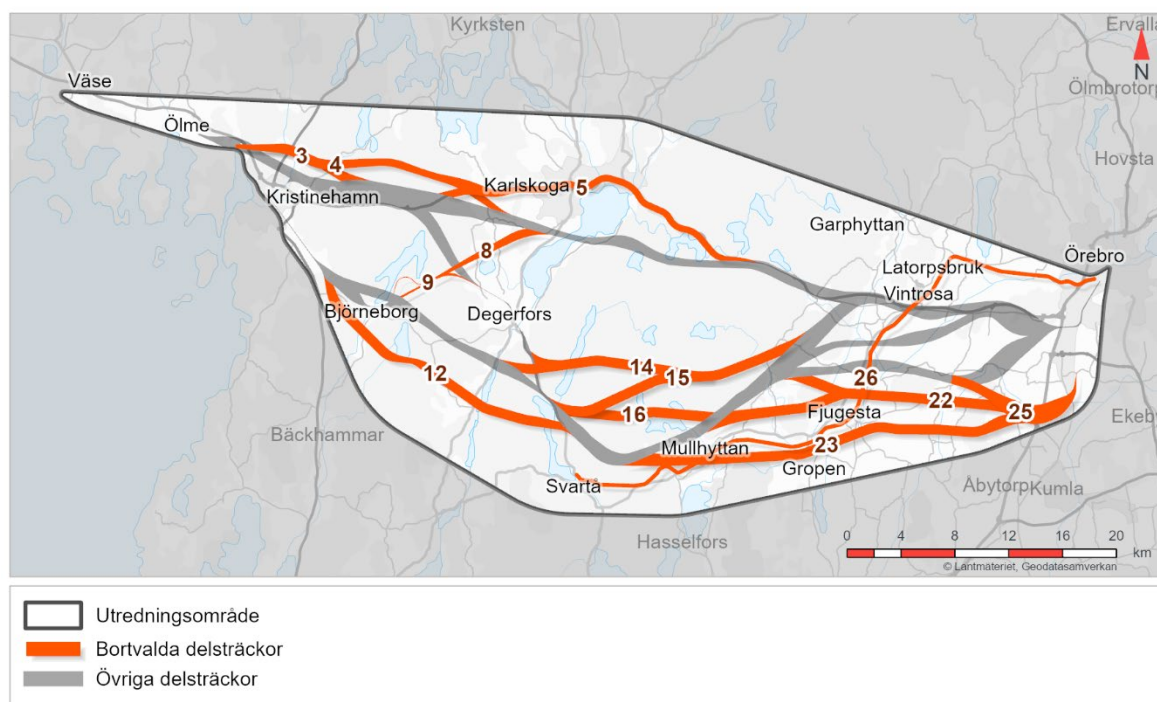 Kyrksten
Ervalla
N
Väse
Ölmbrotorp
Ölme
Hovsta
3
4
Karlskoga
5
Kristinehamn
Garphyttan
Örebro
8
Latorpsbruk
9
Vintrosa
Björneborg
Degerfors
12
14
15
26
22
16
Fjugesta
25
Ekeby
Bäckhammar
Mullhyttan
23
Gropen
Svartå
Åbytorp
Kumla
Hasselfors
0 4 8 12 16 20
km
© Lantmäteriet, Geodatasamverkan
Utredningsområde
Bortvalda delsträckor
Övriga delsträckor